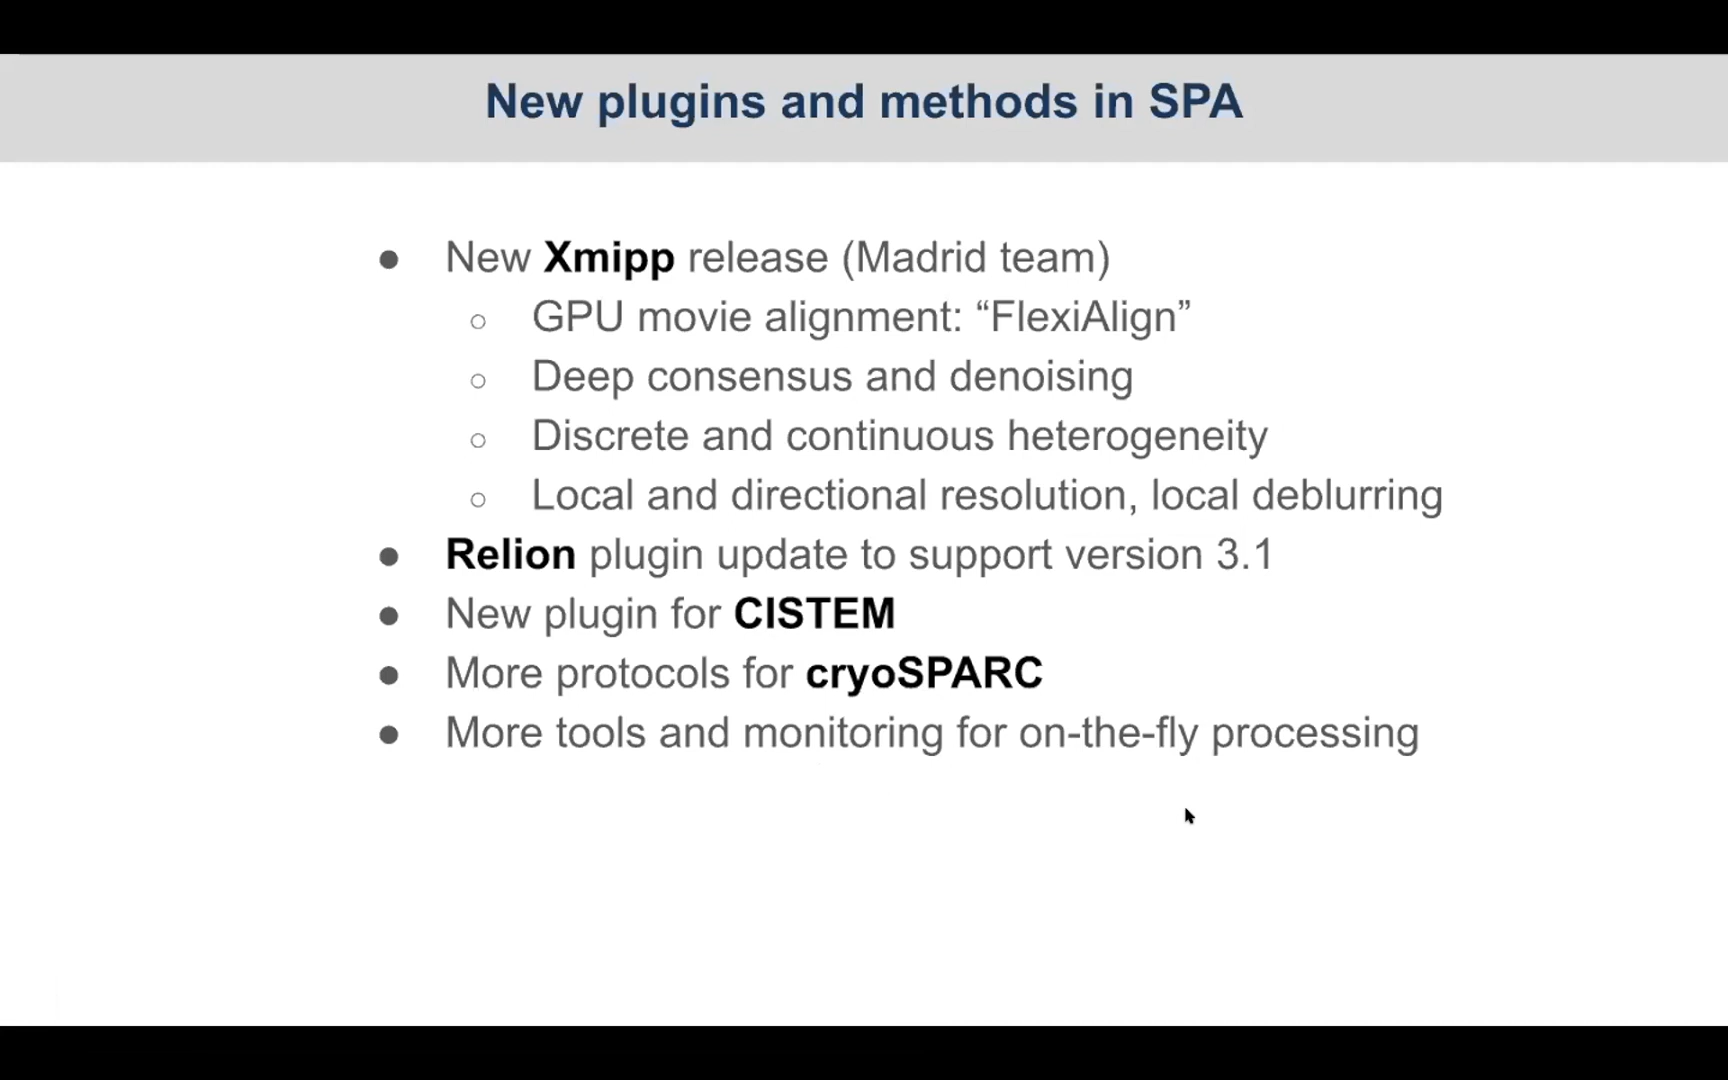 New plugins and methods in SPA
● New Xmipp release (Madrid team)
○ GPU movie alignment: “FlexiAlign”
○ Deep consensus and denoising
○ Discrete and continuous heterogeneity
○ Local and directional resolution, local deblurring
● Relion plugin update to support version 3.1
● New plugin for CISTEM
● More protocols for cryoSPARC
● More tools and monitoring for on-the-fly processing